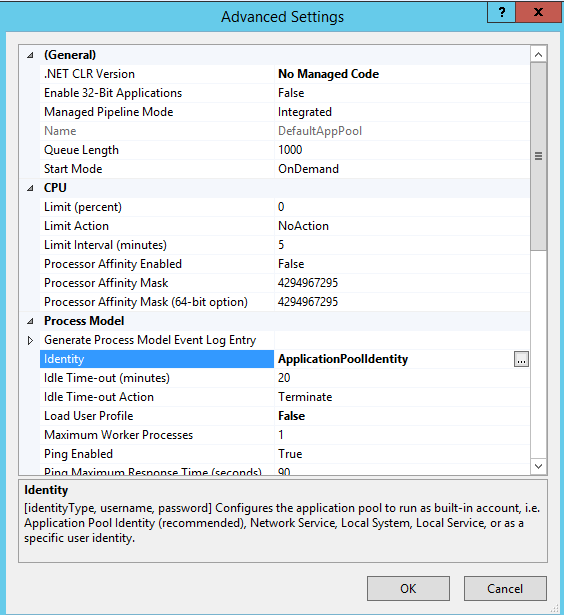 Advanced Settings
?
x
(General)
.NET CLR Version No Managed Code
Enable 32-Bit Applications False
Managed Pipeline Mode Integrated
Name DefaultAppPool
Queue Length 1000
Start Mode OnDemand
CPU
Limit (percent) 0
Limit Action NoAction
Limit Interval (minutes) 5
Processor Affinity Enabled False
Processor Affinity Mask 4294967295
Processor Affinity Mask (64-bit option) 4294967295
Process Model
Generate Process Model Event Log Entry
Identity ApplicationPoolIdentity ...
Idle Time-out (minutes) 20
Idle Time-out Action Terminate
Load User Profile False
Maximum Worker Processes 1
Ping Enabled True
Ping Maximum Response Time (seconds) 90
Identity
[identityType, username, password] Configures the application pool to run as built-in account, i.e.
Application Pool Identity (recommended), Network Service, Local System, Local Service, or as a
specific user identity.
OK
Cancel